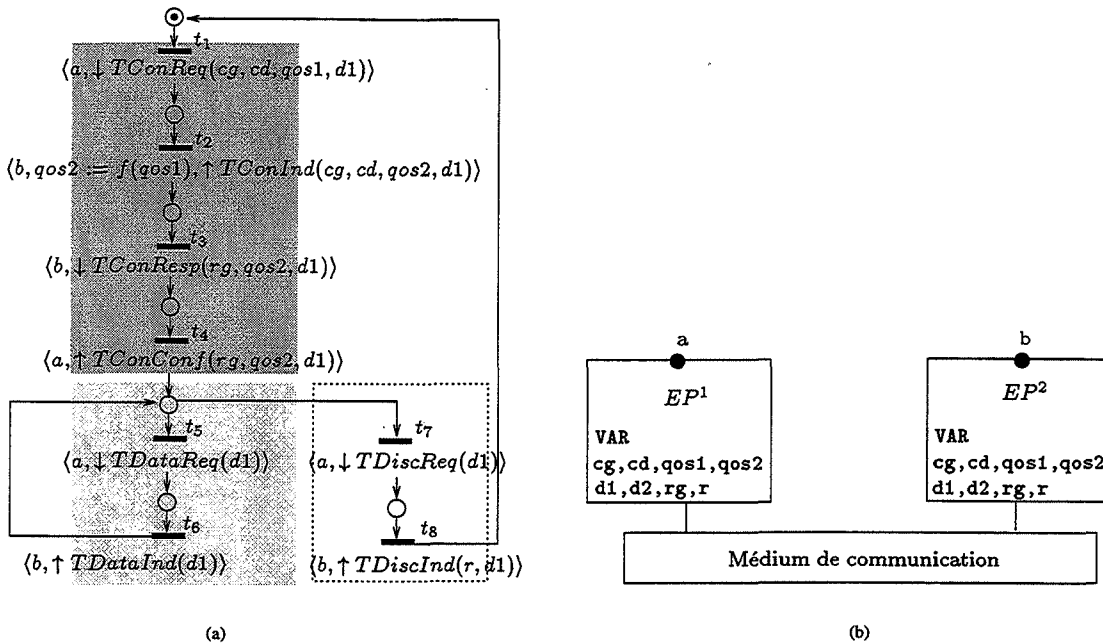 t₁
⟨a, ↓ TConReq(cg, cd, qos1, d1)⟩
t₂
⟨b, qos2 := f(qos1), ↑ TConInd(cg, cd, qos2, d1)⟩
t₃
⟨b, ↓ TConResp(rg, qos2, d1)⟩
t₄
⟨a, ↑ TConConf(rg, qos2, d1)⟩
t₅
⟨a, ↓ TDataReq(d1)⟩
t₆
⟨b, ↑ TDataInd(d1)⟩
t₇
⟨a, ↓ TDiscReq(d1)⟩
t₈
⟨b, ↑ TDiscInd(r, d1)⟩
(a)
a
EP¹
VAR
cg,cd,qos1,qos2
d1,d2,rg,r
b
EP²
VAR
cg,cd,qos1,qos2
d1,d2,rg,r
Médium de communication
(b)